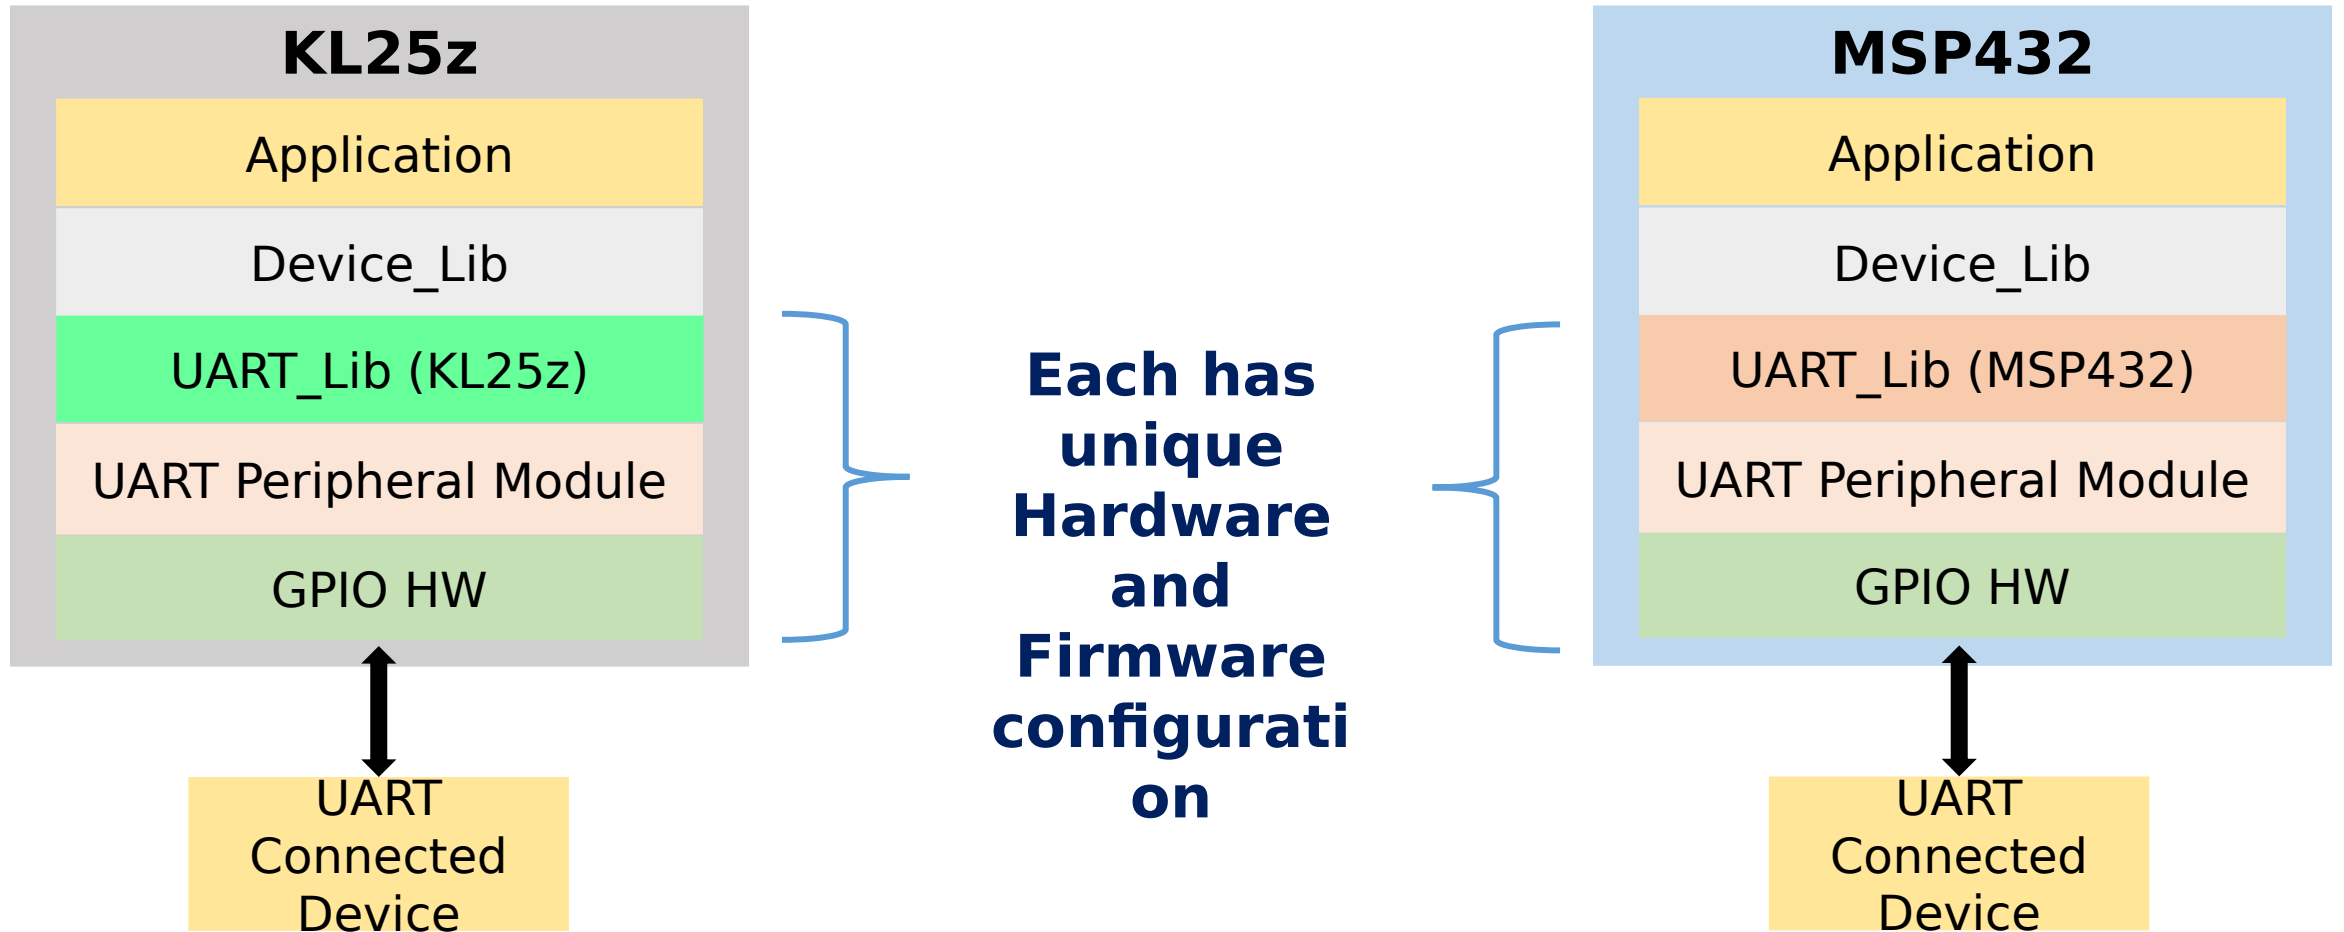 KL25z
Application
Device_Lib
UART_Lib (KL25z)
UART Peripheral Module
GPIO HW
UART
Connected
Device
Each has
unique
Hardware
and
Firmware
configurati
on
MSP432
Application
Device_Lib
UART_Lib (MSP432)
UART Peripheral Module
GPIO HW
UART
Connected
Device